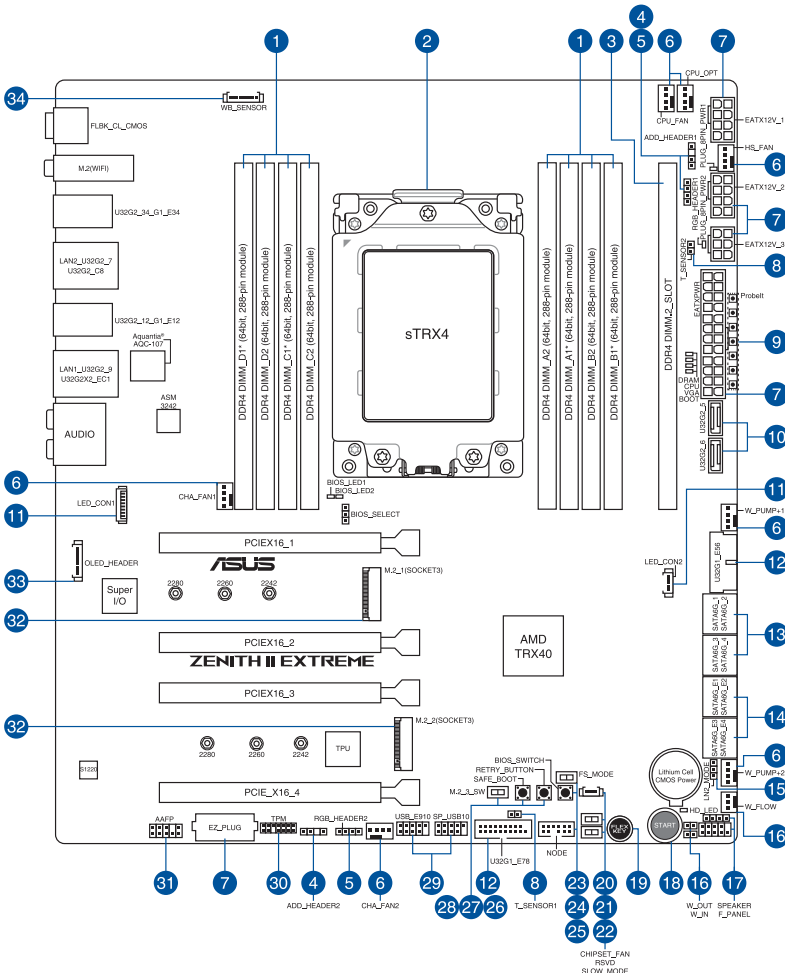 4
1
2
1
3
5
6
7
CPU_OPT
34
WB_SENSOR
CPU_FAN
PLUG_8PIN_PWR1
EATX12V_1
FLBK_CL_CMOS
ADD_HEADER1
HS_FAN
6
M.2(WIFI)
RGB_HEADER1
PLUG_8PIN_PWR2
EATX12V_2
7
U32G2_34_G1_E34
EATX12V_3
T_SENSOR2
8
LAN2_U32G2_7
U32G2_C8
DDR4 DIMM_D1* (64bit, 288-pin module)
DDR4 DIMM_D2 (64bit, 288-pin module)
DDR4 DIMM_C1* (64bit, 288-pin module)
DDR4 DIMM_C2 (64bit, 288-pin module)
sTRX4
DDR4 DIMM_A2 (64bit, 288-pin module)
DDR4 DIMM_A1* (64bit, 288-pin module)
DDR4 DIMM_B2 (64bit, 288-pin module)
DDR4 DIMM_B1* (64bit, 288-pin module)
DDR4 DIMM.2_SLOT
EATXPWR
ProbeIt
9
U32G2_12_G1_E12
Aquantia®
AQC-107
LAN1_U32G2_9
U32G2X2_EC1
DRAM
CPU
VGA
BOOT
7
ASM
3242
AUDIO
U32G2_5
10
U32G2_6
6
CHA_FAN1
BIOS_LED1
BIOS_LED2
11
LED_CON1
BIOS_SELECT
11
W_PUMP+1
6
PCIEX16_1
33
OLED_HEADER
ASUS
LED_CON2
U32G1_E56
12
Super
I/O
2280
2260
2242
M.2_1(SOCKET3)
32
SATA6G_1
SATA6G_2
13
SATA6G_3
SATA6G_4
PCIEX16_2
AMD
TRX40
ZENITH II EXTREME
PCIEX16_3
SATA6G_E1
SATA6G_E2
14
SATA6G_E3
SATA6G_E4
32
M.2_2(SOCKET3)
2280
2260
2242
TPU
6
S1220
BIOS_SWITCH
RETRY_BUTTON
SAFE_BOOT
FS_MODE
Lithium Cell
CMOS Power
LN2_MODE
W_PUMP+2
15
PCIE_X16_4
M.2_3_SW
HD_LED
W_FLOW
16
AAFP
EZ_PLUG
TPM
RGB_HEADER2
USB_E910
SP_USB10
FLEX
KEY
START
U32G1_E78
NODE
31
7
30
4
5
6
29
12
8
23
20
19
18
16
17
28
27
26
24
21
25
22
ADD_HEADER2
CHA_FAN2
T_SENSOR1
W_OUT
W_IN
SPEAKER
F_PANEL
CHIPSET_FAN
RSVD
SLOW_MODE